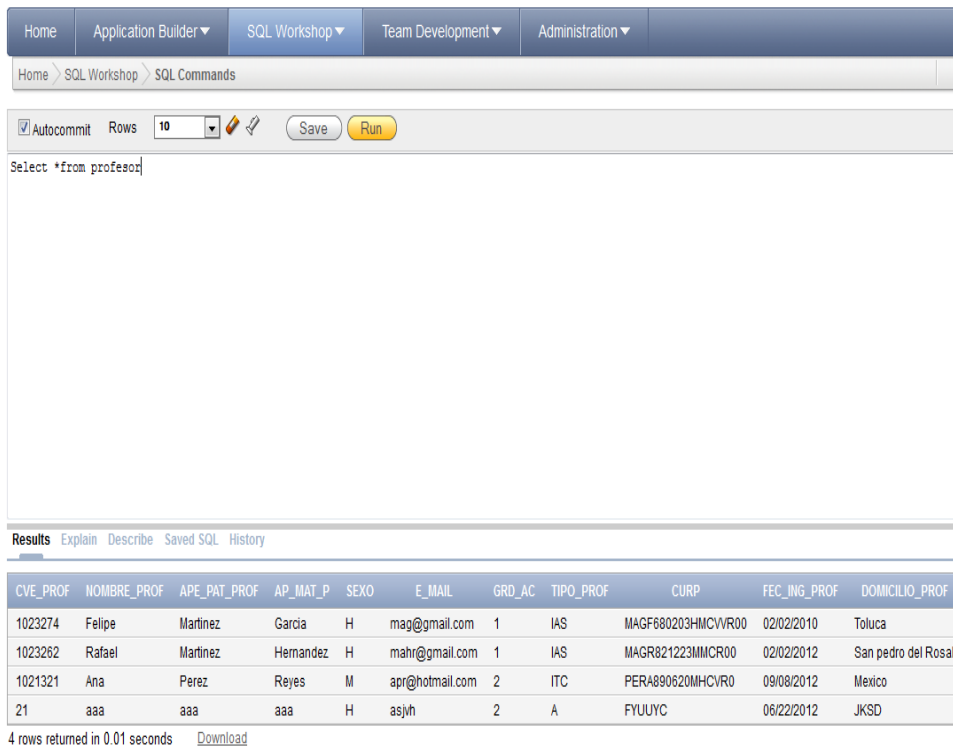 Home Application Builder SQL Workshop Team Development Administration
Home SQL Workshop SQL Commands
Autocommit Rows 10 Save Run
Select *from profesor
Results Explain Describe Saved SQL History
CVE_PROF NOMBRE_PROF APE_PAT_PROF AP_MAT_P SEXO E_MAIL GRD_AC TIPO_PROF CURP FEC_ING_PROF DOMICILIO_PROF
1023274 Felipe Martinez Garcia H mag@gmail.com 1 IAS MAGF680203HMCVVR00 02/02/2010 Toluca
1023262 Rafael Martinez Hernandez H mahr@gmail.com 1 IAS MAGR821223MMCR00 02/02/2012 San pedro del Rosal
1021321 Ana Perez Reyes M apr@hotmail.com 2 ITC PERA890620MHCVR0 09/08/2012 Mexico
21 aaa aaa aaa H asjvh 2 A FYUUYC 06/22/2012 JKSD
4 rows returned in 0.01 seconds Download